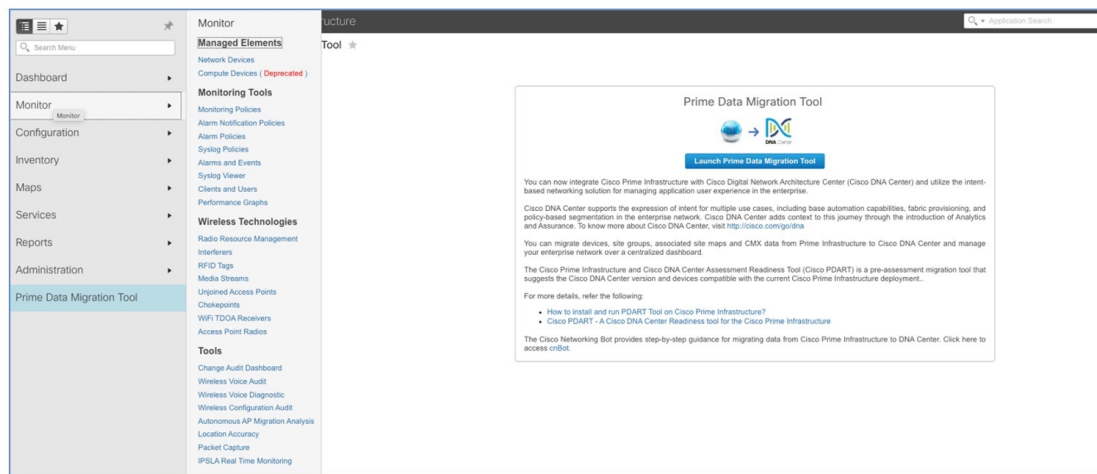 Search Menu
Dashboard
Monitor
Monitor
Configuration
Inventory
Maps
Services
Reports
Administration
Prime Data Migration Tool
Monitor
Managed Elements
Network Devices
Compute Devices ( Deprecated )
Monitoring Tools
Monitoring Policies
Alarm Notification Policies
Alarm Policies
Syslog Policies
Alarms and Events
Syslog Viewer
Clients and Users
Performance Graphs
Wireless Technologies
Radio Resource Management
Interferers
RFID Tags
Media Streams
Unjoined Access Points
Chokepoints
WiFi TDOA Receivers
Access Point Radios
Tools
Change Audit Dashboard
Wireless Voice Audit
Wireless Voice Diagnostic
Wireless Configuration Audit
Autonomous AP Migration Analysis
Location Accuracy
Packet Capture
IPSLA Real Time Monitoring
ructure
Application Search
Tool
Prime Data Migration Tool
DNA Center
Launch Prime Data Migration Tool
You can now integrate Cisco Prime Infrastructure with Cisco Digital Network Architecture Center (Cisco DNA Center) and utilize the intent-
based networking solution for managing application user experience in the enterprise.
Cisco DNA Center supports the expression of intent for multiple use cases, including base automation capabilities, fabric provisioning, and
policy-based segmentation in the enterprise network. Cisco DNA Center adds context to this journey through the introduction of Analytics
and Assurance. To know more about Cisco DNA Center, visit http://cisco.com/go/dna
You can migrate devices, site groups, associated site maps and CMX data from Prime Infrastructure to Cisco DNA Center and manage
your enterprise network over a centralized dashboard.
The Cisco Prime Infrastructure and Cisco DNA Center Assessment Readiness Tool (Cisco PDART) is a pre-assessment migration tool that
suggests the Cisco DNA Center version and devices compatible with the current Cisco Prime Infrastructure deployment..
For more details, refer the following:
• How to install and run PDART Tool on Cisco Prime Infrastructure?
• Cisco PDART - A Cisco DNA Center Readiness tool for the Cisco Prime Infrastructure
The Cisco Networking Bot provides step-by-step guidance for migrating data from Cisco Prime Infrastructure to DNA Center. Click here to
access cnBot.